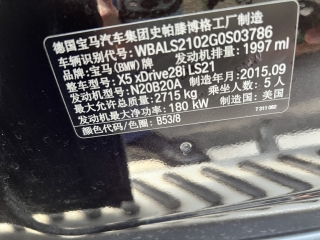 德国宝马汽车集团史帕滕博格工厂制造
车辆识别代号: WBALS2102G0S03786
品牌: 宝马(BMW)牌 发动机排量: 1997 ml
整车型号: X5 xDrive28i LS21
发动机型号: N20B20A 制造年月: 2015.09
最大允许总质量: 2715 kg 乘坐人数: 5人
发动机最大净功率: 180 kW 制造国: 美国
颜色代码/色圈: B53/8